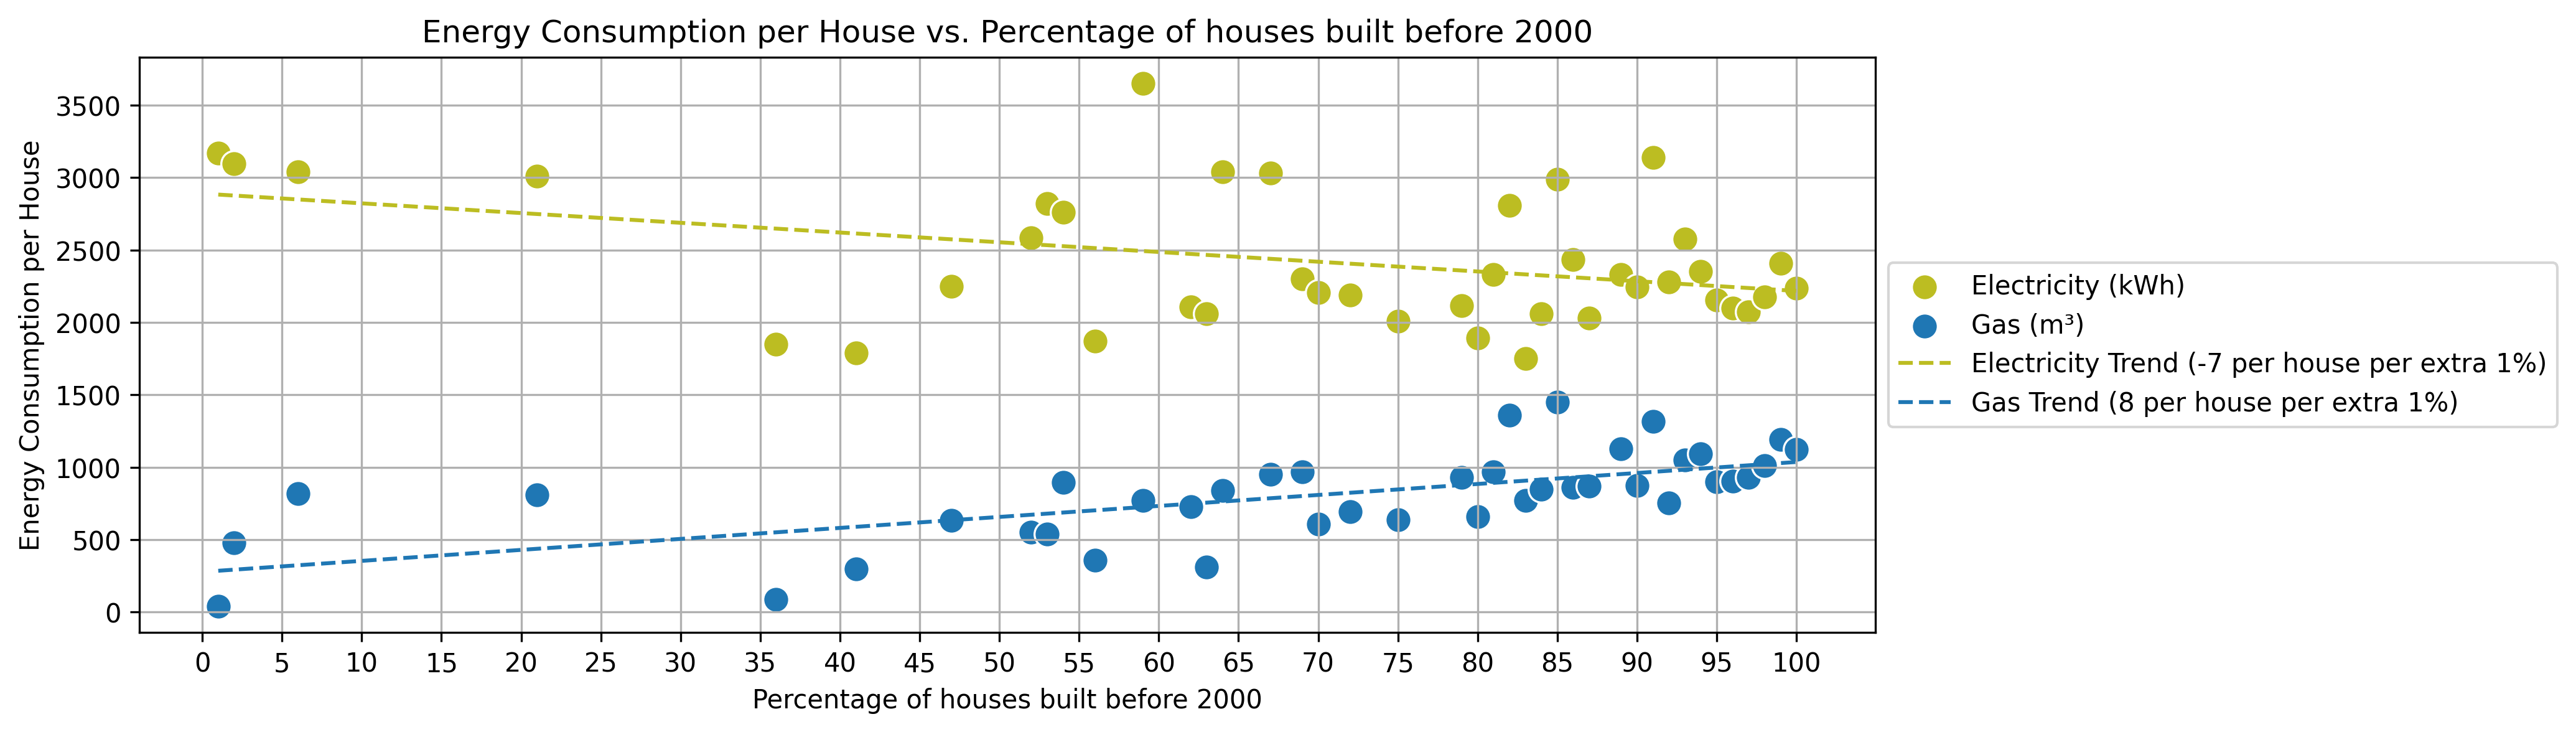 Energy Consumption per House vs. Percentage of houses built before 2000
Energy Consumption per House
3500
3000
2500
2000
1500
1000
500
0
0 5 10 15 20 25 30 35 40 45 50 55 60 65 70 75 80 85 90 95 100
Percentage of houses built before 2000
Electricity (kWh)
Gas (m³)
Electricity Trend (-7 per house per extra 1%)
Gas Trend (8 per house per extra 1%)